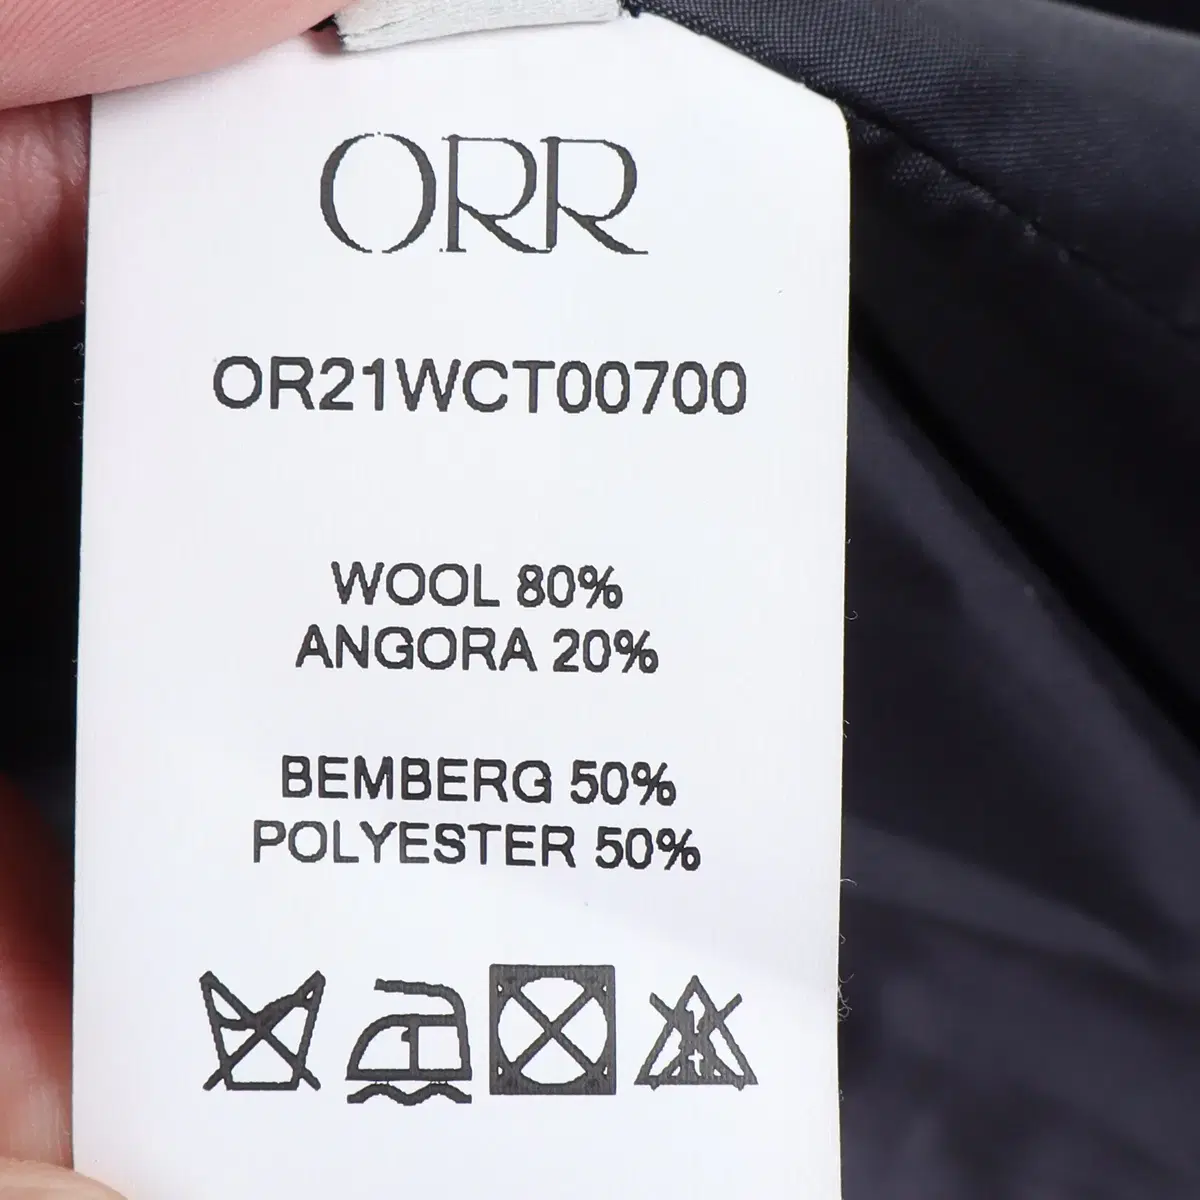 ORR
OR21WCT00700
WOOL 80%
ANGORA 20%
BEMBERG 50%
POLYESTER 50%